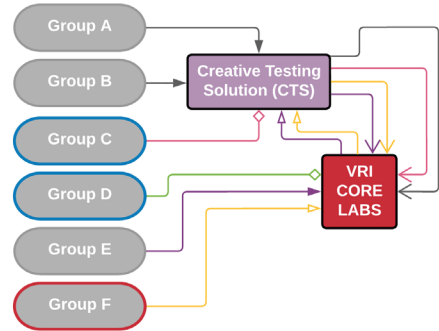 Group A
Group B
Creative Testing
Solution (CTS)
Group C
Group D
VRI
CORE
LABS
Group E
Group F